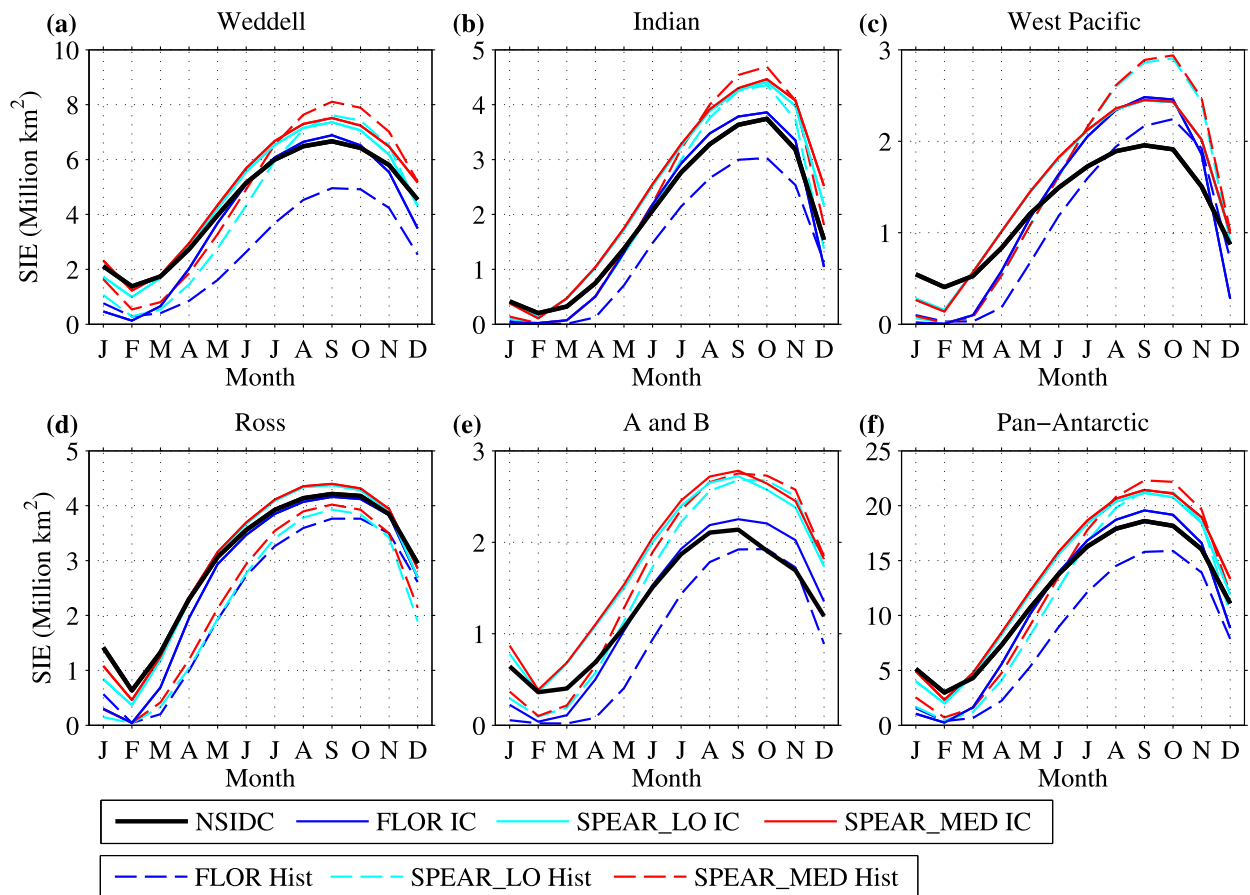 (a) Weddell
(b) Indian
(c) West Pacific
SIE (Million km²)
10
8
6
4
2
0
J F M A M J J A S O N D
Month
5
4
3
2
1
0
J F M A M J J A S O N D
Month
3
2
1
0
J F M A M J J A S O N D
Month
(d) Ross
(e) A and B
(f) Pan−Antarctic
SIE (Million km²)
5
4
3
2
1
0
J F M A M J J A S O N D
Month
3
2
1
0
J F M A M J J A S O N D
Month
25
20
15
10
5
0
J F M A M J J A S O N D
Month
NSIDC FLOR IC SPEAR_LO IC SPEAR_MED IC
FLOR Hist SPEAR_LO Hist SPEAR_MED Hist